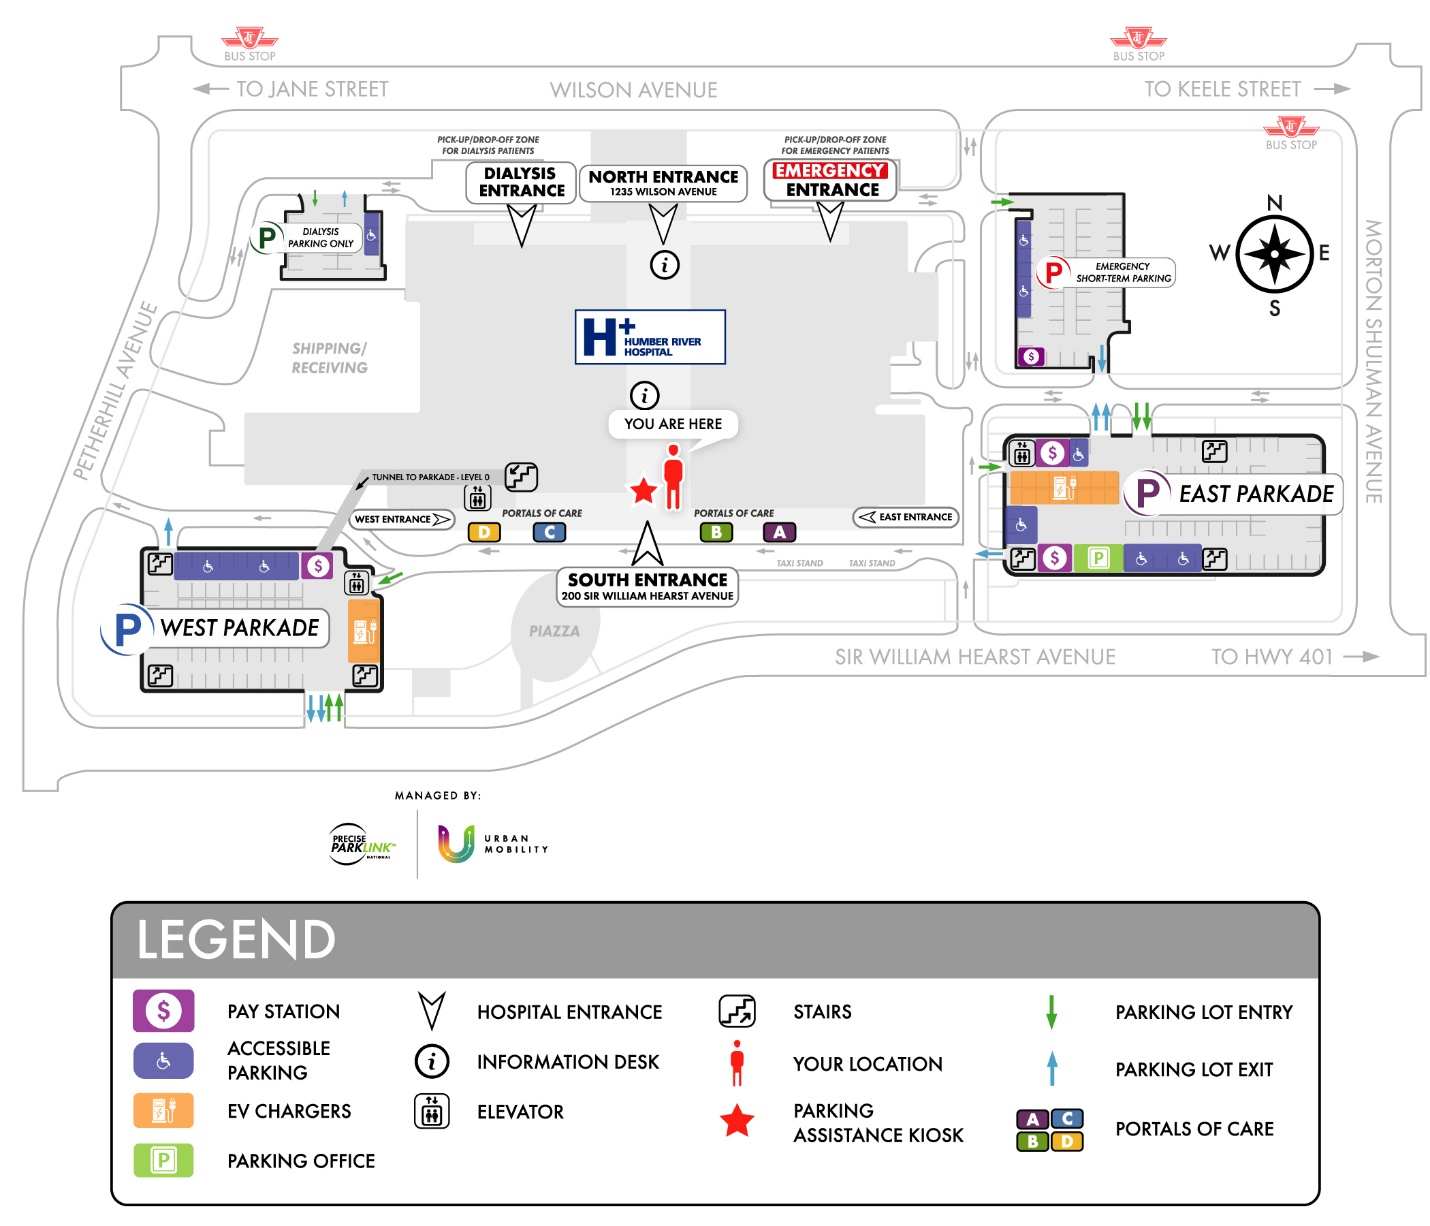 BUS STOP
BUS STOP
TO JANE STREET
WILSON AVENUE
TO KEELE STREET
BUS STOP
PICK-UP/DROP-OFF ZONE
FOR DIALYSIS PATIENTS
PICK-UP/DROP-OFF ZONE
FOR EMERGENCY PATIENTS
DIALYSIS
ENTRANCE
NORTH ENTRANCE
1235 WILSON AVENUE
EMERGENCY
ENTRANCE
N
W
E
S
P
DIALYSIS
PARKING ONLY
i
P
EMERGENCY
SHORT-TERM PARKING
$
H+
HUMBER RIVER
HOSPITAL
SHIPPING/
RECEIVING
PETHERHILL AVENUE
MORTON SHULMAN AVENUE
i
YOU ARE HERE
TUNNEL TO PARKADE - LEVEL 0
$
P
EAST PARKADE
WEST ENTRANCE
PORTALS OF CARE
D
C
PORTALS OF CARE
B
A
EAST ENTRANCE
$
P
TAXI STAND
TAXI STAND
$
SOUTH ENTRANCE
200 SIR WILLIAM HEARST AVENUE
P
WEST PARKADE
PIAZZA
SIR WILLIAM HEARST AVENUE
TO HWY 401
MANAGED BY:
PRECISE
PARKLINK™
NATIONAL
URBAN
MOBILITY
LEGEND
$
PAY STATION
ACCESSIBLE
PARKING
EV CHARGERS
P
PARKING OFFICE
HOSPITAL ENTRANCE
i
INFORMATION DESK
ELEVATOR
STAIRS
YOUR LOCATION
PARKING
ASSISTANCE KIOSK
PARKING LOT ENTRY
PARKING LOT EXIT
A
C
B
D
PORTALS OF CARE